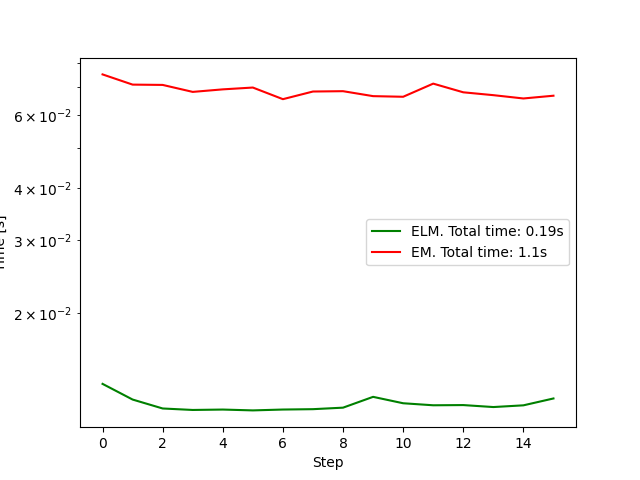 6 × 10⁻²
4 × 10⁻²
3 × 10⁻²
2 × 10⁻²
ELM. Total time: 0.19s
EM. Total time: 1.1s
0 2 4 6 8 10 12 14
Step